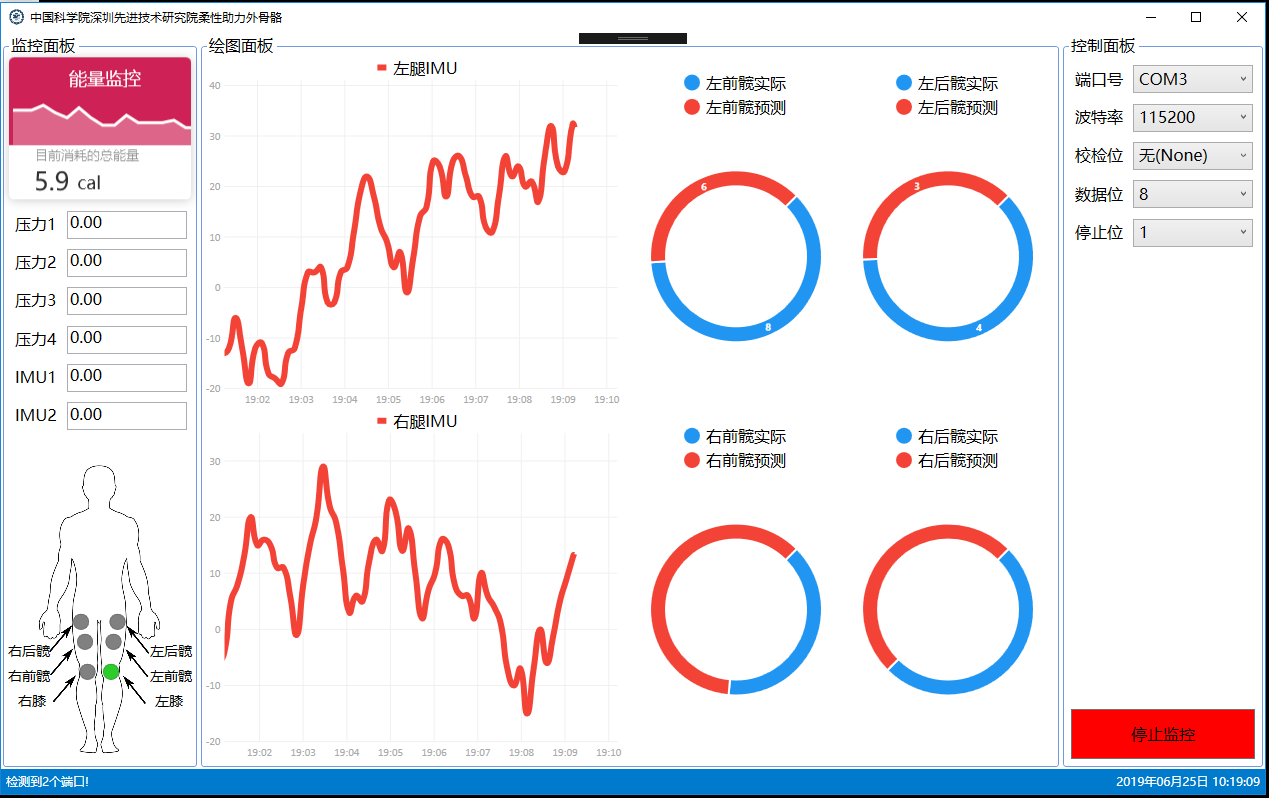 中国科学院深圳先进技术研究院柔性助力外骨骼
监控面板
能量监控
目前消耗的总能量
5.9 cal
压力1 0.00
压力2 0.00
压力3 0.00
压力4 0.00
IMU1 0.00
IMU2 0.00
右后髋
左后髋
右前髋
左前髋
右膝
左膝
绘图面板
左腿IMU
40
30
20
10
0
-10
-20
19:02 19:03 19:04 19:05 19:06 19:07 19:08 19:09 19:10
左前髋实际
左前髋预测
6
8
左后髋实际
左后髋预测
3
4
右腿IMU
30
20
10
0
-10
-20
19:02 19:03 19:04 19:05 19:06 19:07 19:08 19:09 19:10
右前髋实际
右前髋预测
右后髋实际
右后髋预测
控制面板
端口号 COM3
波特率 115200
校检位 无(None)
数据位 8
停止位 1
停止监控
检测到2个端口!
2019年06月25日 10:19:09